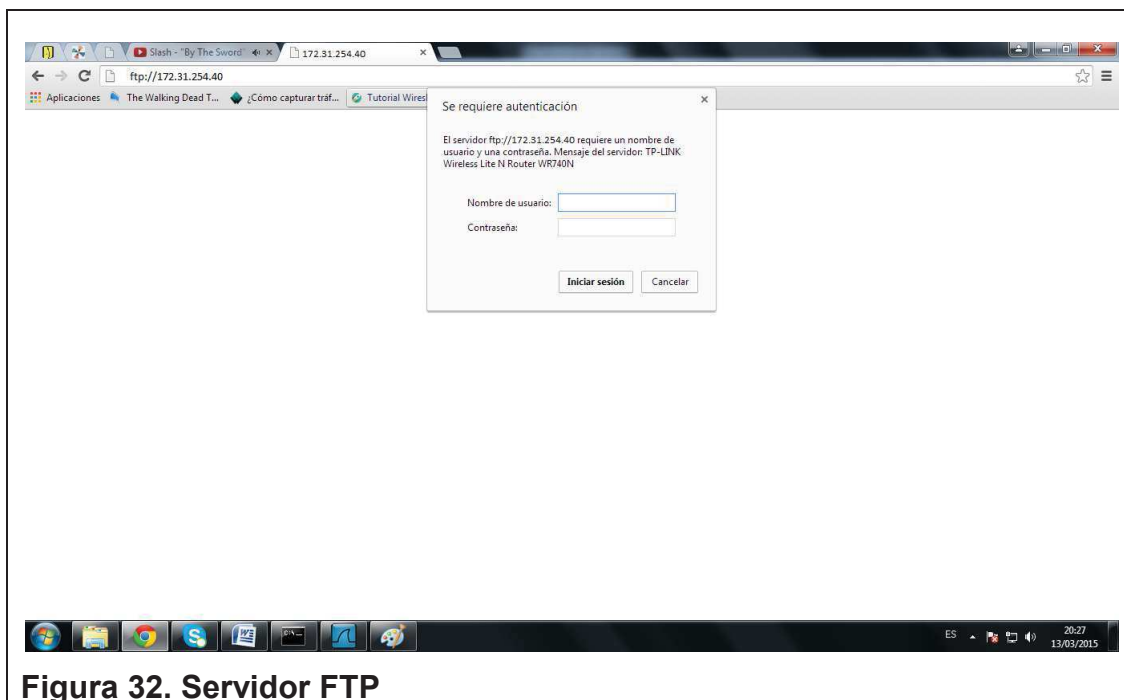 Slash - "By The Sword"
172.31.254.40
ftp://172.31.254.40
Aplicaciones
The Walking Dead T...
¿Cómo capturar tráf...
Tutorial Wires
Se requiere autenticación
El servidor ftp://172.31.254.40 requiere un nombre de
usuario y una contraseña. Mensaje del servidor: TP-LINK
Wireless Lite N Router WR740N
Nombre de usuario:
Contraseña:
Iniciar sesión
Cancelar
ES
20:27
13/03/2015
Figura 32. Servidor FTP